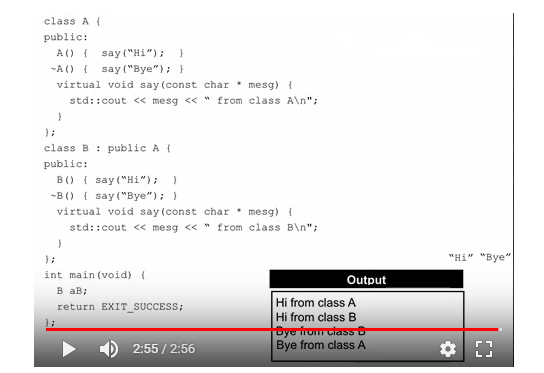 class A {
public:
A() { say(“Hi”); }
~A() { say(“Bye”); }
virtual void say(const char * mesg) {
std::cout << mesg << “ from class A\n";
}
};
class B : public A {
public:
B() { say(“Hi”); }
~B() { say(“Bye”); }
virtual void say(const char * mesg) {
std::cout << mesg << “ from class B\n";
}
};
“Hi” “Bye”
int main(void) {
B aB;
return EXIT_SUCCESS;
};
Output
Hi from class A
Hi from class B
Bye from class B
Bye from class A
2:55 / 2:56